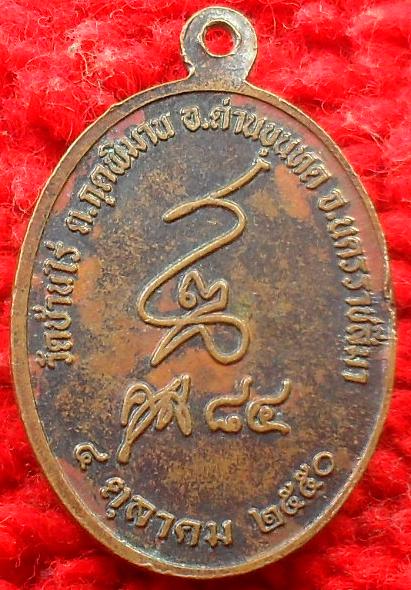 วัดบ้านไร่ ต.กุดพิมาน อ.ด่านขุนทด จ.นครราชสีมา
๘๔
๔ ตุลาคม ๒๕๕๐